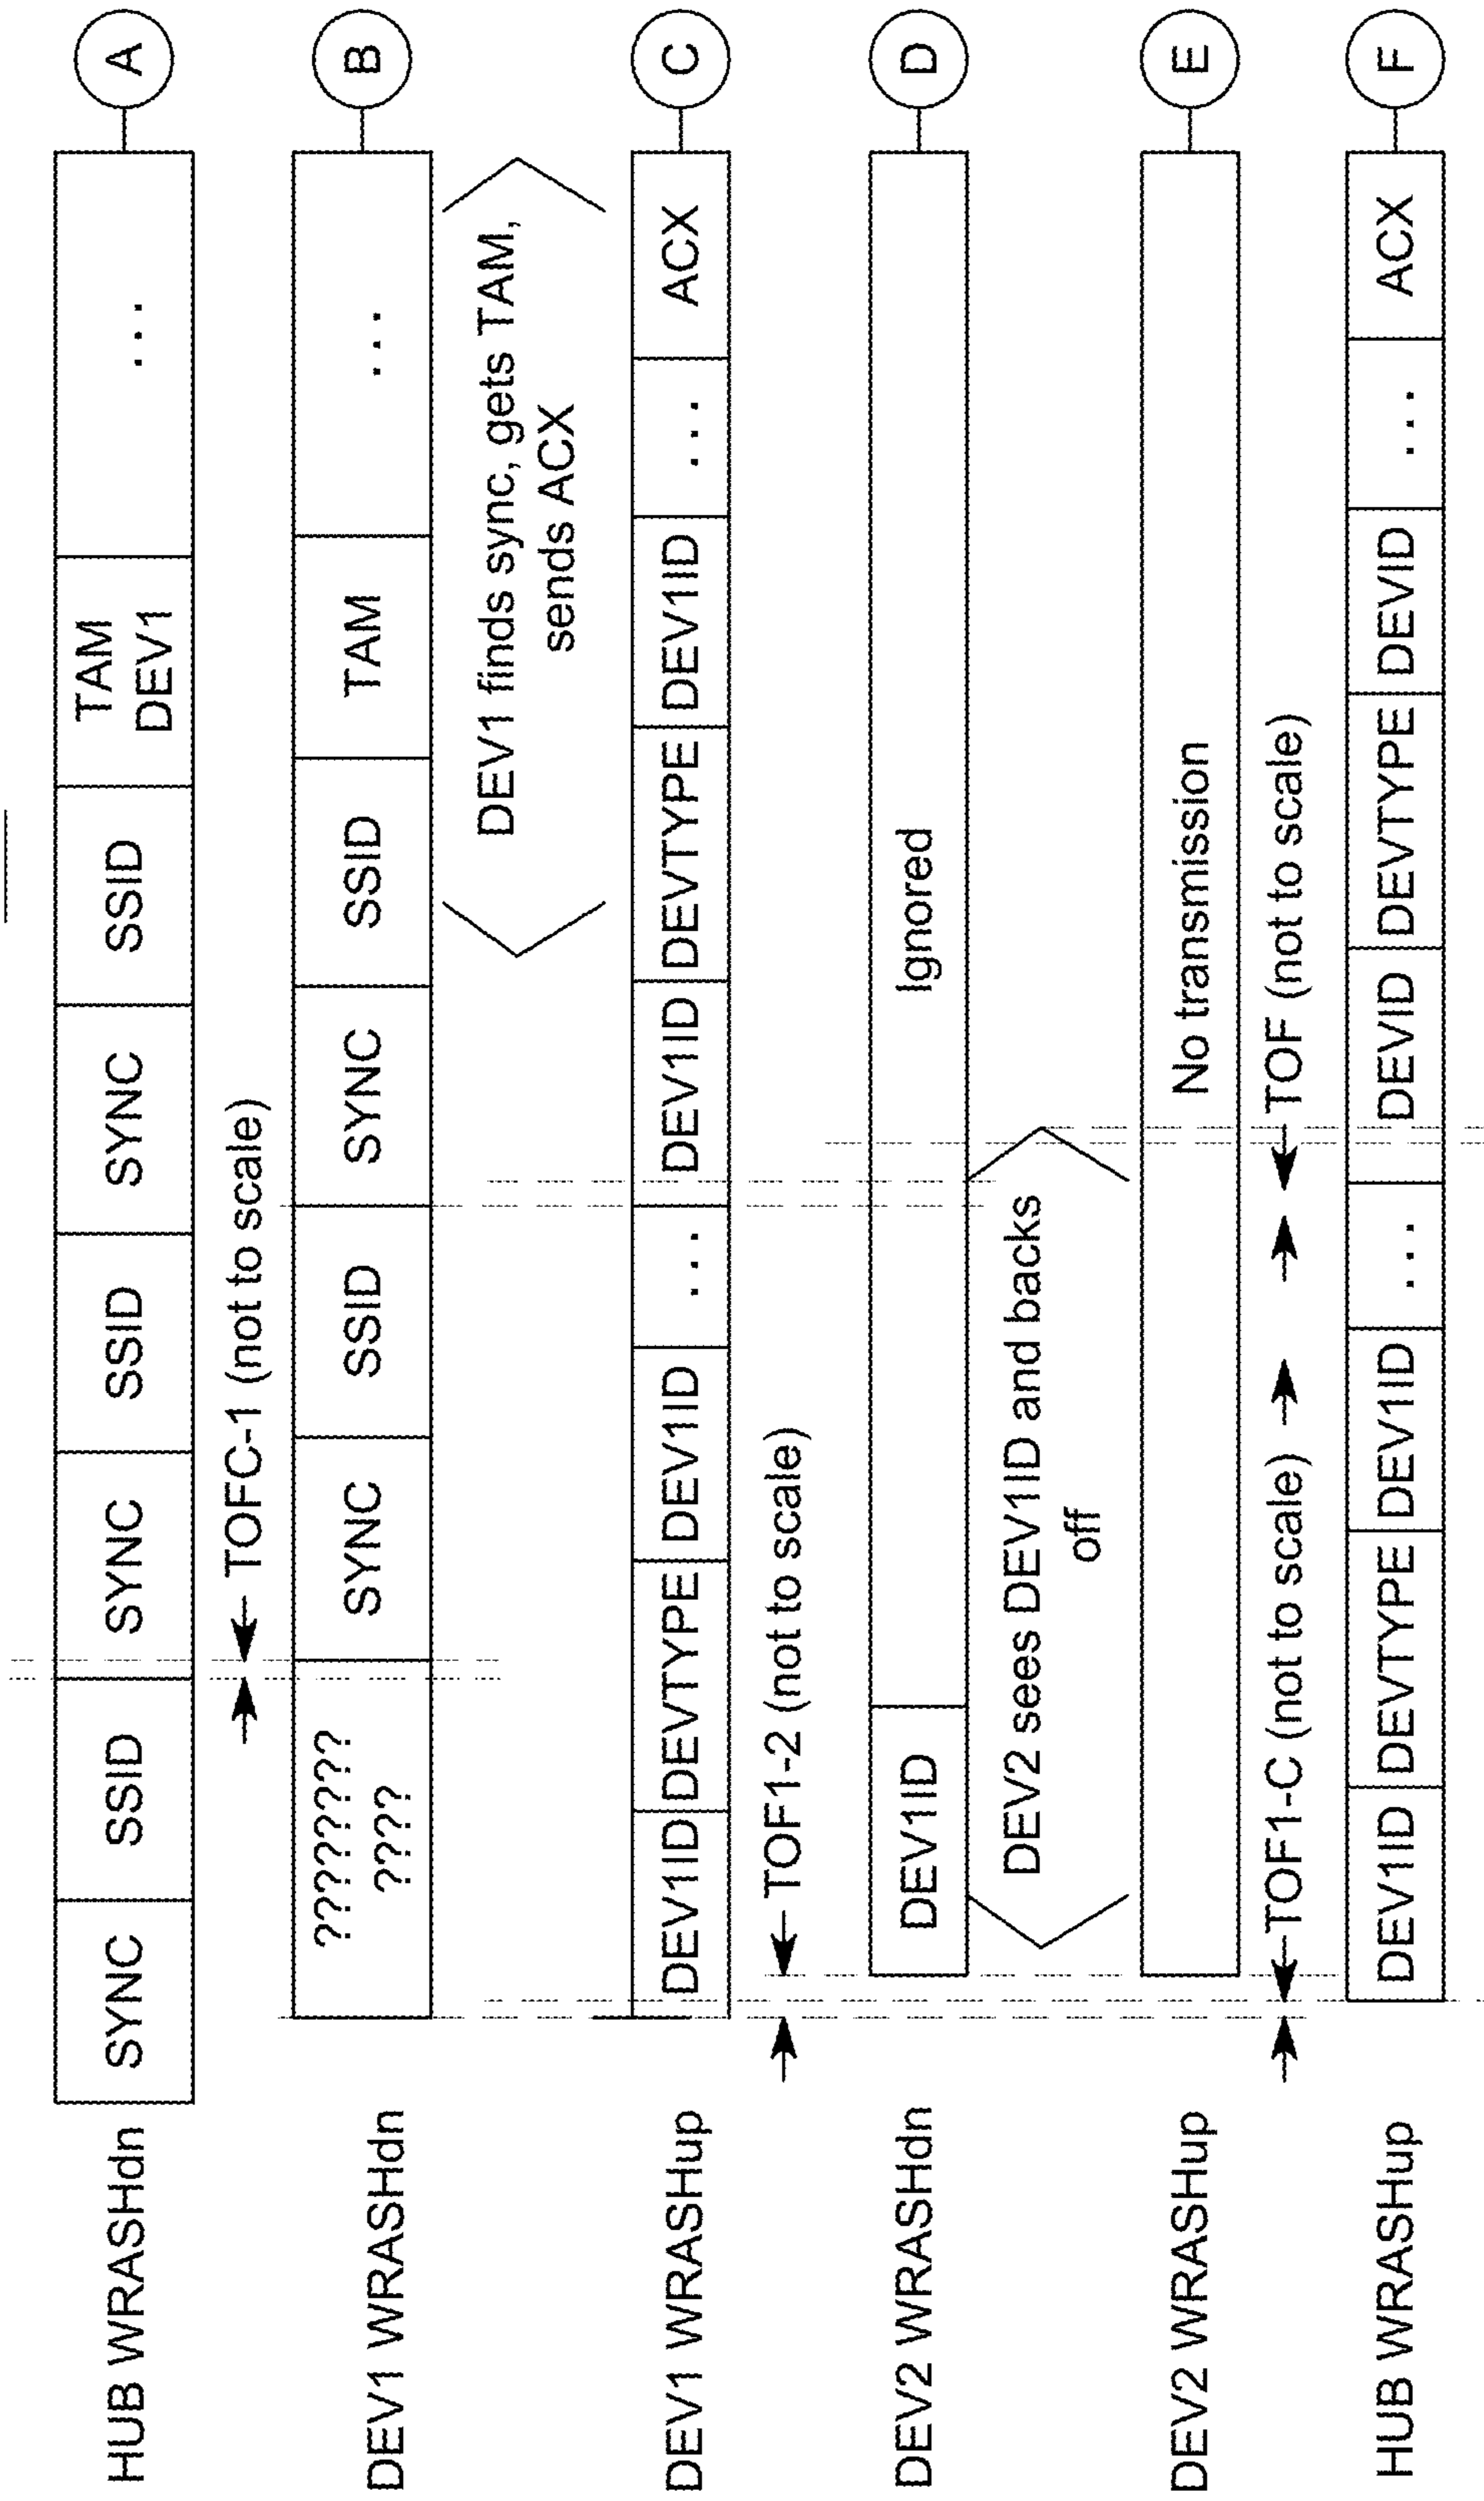 HUB WRASHdn SYNC SSID SYNC SSID SYNC SSID TAM DEV1 ... A
TOFC-1 (not to scale)
DEV1 WRASHdn ??????? ???? SYNC SSID SYNC SSID TAM ... B
DEV1 finds sync, gets TAM,
sends ACX
DEV1 WRASHup DEV1ID DEVTYPE DEV1ID ... DEV1ID DEVTYPE DEV1ID ... ACX C
TOF1-2 (not to scale)
DEV2 WRASHdn DEV1ID Ignored D
DEV2 sees DEV1ID and backs
off
DEV2 WRASHup No transmission E
TOF1-C (not to scale) TOF (not to scale)
HUB WRASHup DEV1ID DEVTYPE DEV1ID ... DEVID DEVTYPE DEVID ... ACX F